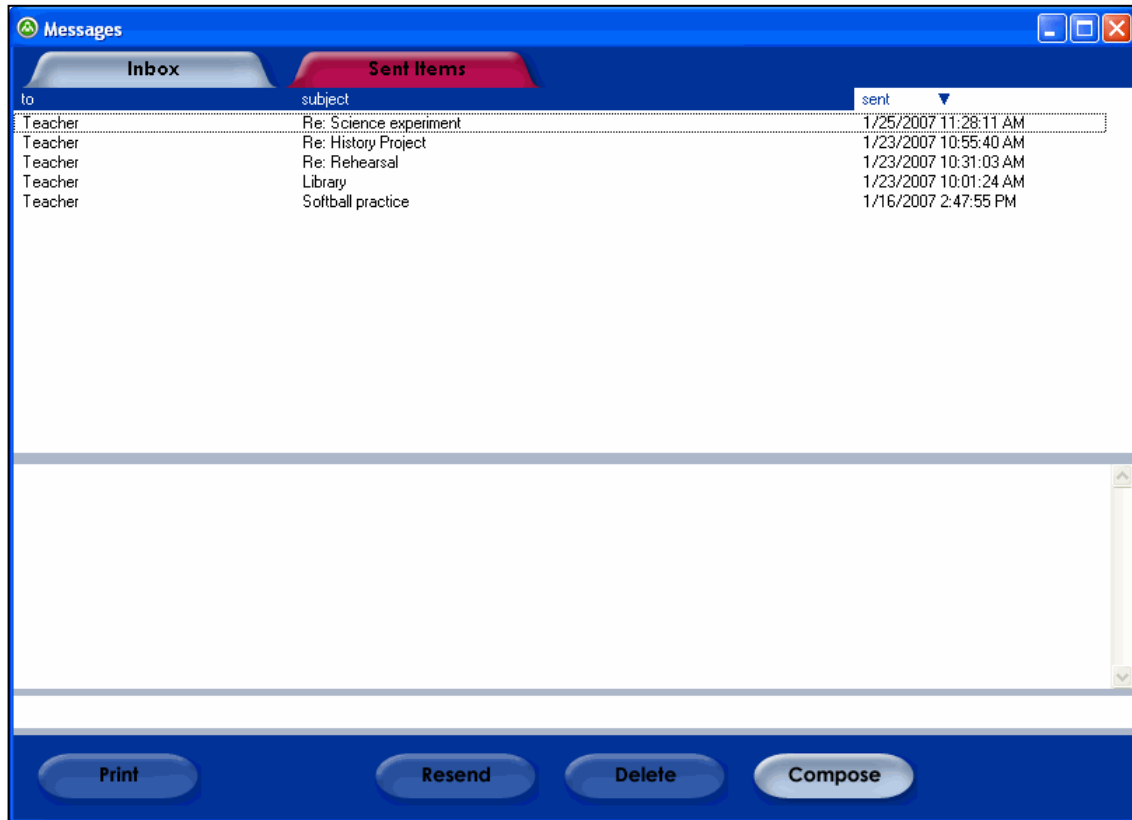 Messages
Inbox Sent Items
to subject sent
Teacher Re: Science experiment 1/25/2007 11:28:11 AM
Teacher Re: History Project 1/23/2007 10:55:40 AM
Teacher Re: Rehearsal 1/23/2007 10:31:03 AM
Teacher Library 1/23/2007 10:01:24 AM
Teacher Softball practice 1/16/2007 2:47:55 PM
Print Resend Delete Compose